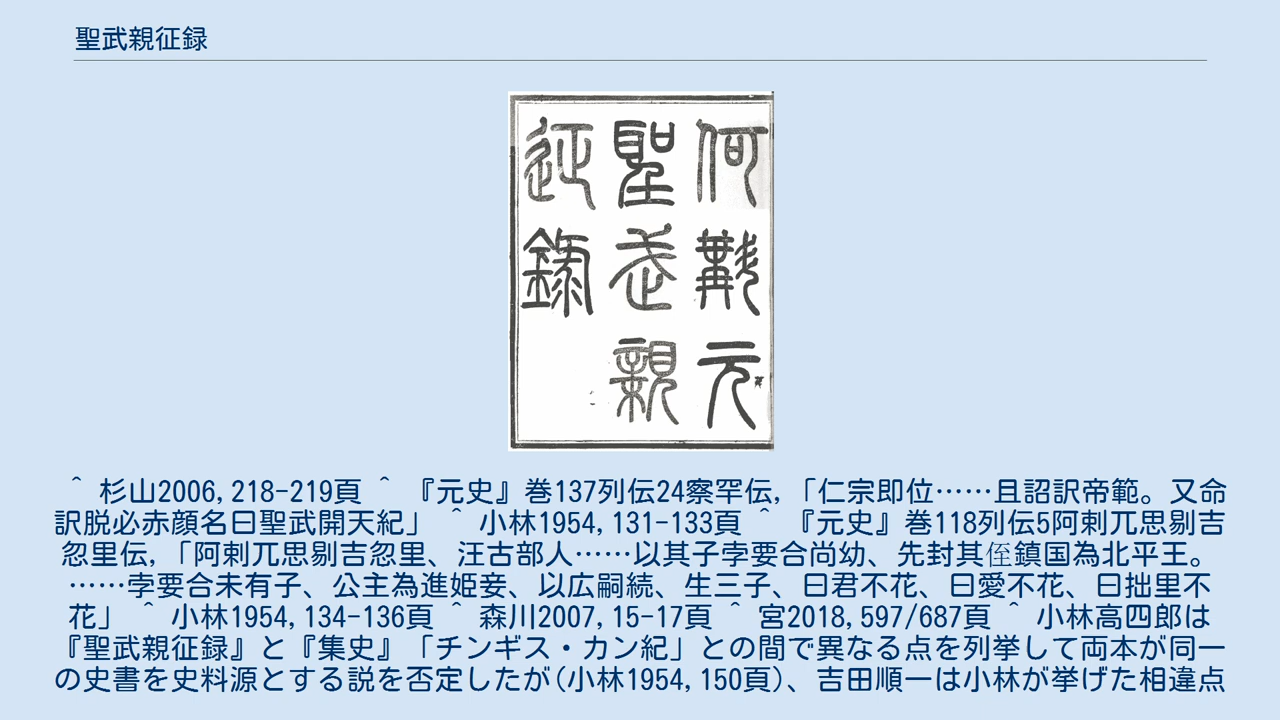 聖武親征録
何𩏑元
聖武親
征錄
＾ 杉山2006,218-219頁 ＾ 『元史』巻137列伝24察罕伝,「仁宗即位……且詔訳帝範。又命
訳脱必赤顔名曰聖武開天紀」 ＾ 小林1954,131-133頁 ＾ 『元史』巻118列伝5阿剌兀思剔吉
忽里伝,「阿剌兀思剔吉忽里、汪古部人……以其子孛要合尚幼、先封其侄鎮国為北平王。
……孛要合未有子、公主為進姫妾、以広嗣続、生三子、曰君不花、曰愛不花、曰拙里不
花」 ＾ 小林1954,134-136頁 ＾ 森川2007,15-17頁 ＾ 宮2018,597/687頁 ＾ 小林高四郎は
『聖武親征録』と『集史』「チンギス・カン紀」との間で異なる点を列挙して両本が同一
の史書を史料源とする説を否定したが(小林1954,150頁)、吉田順一は小林が挙げた相違点